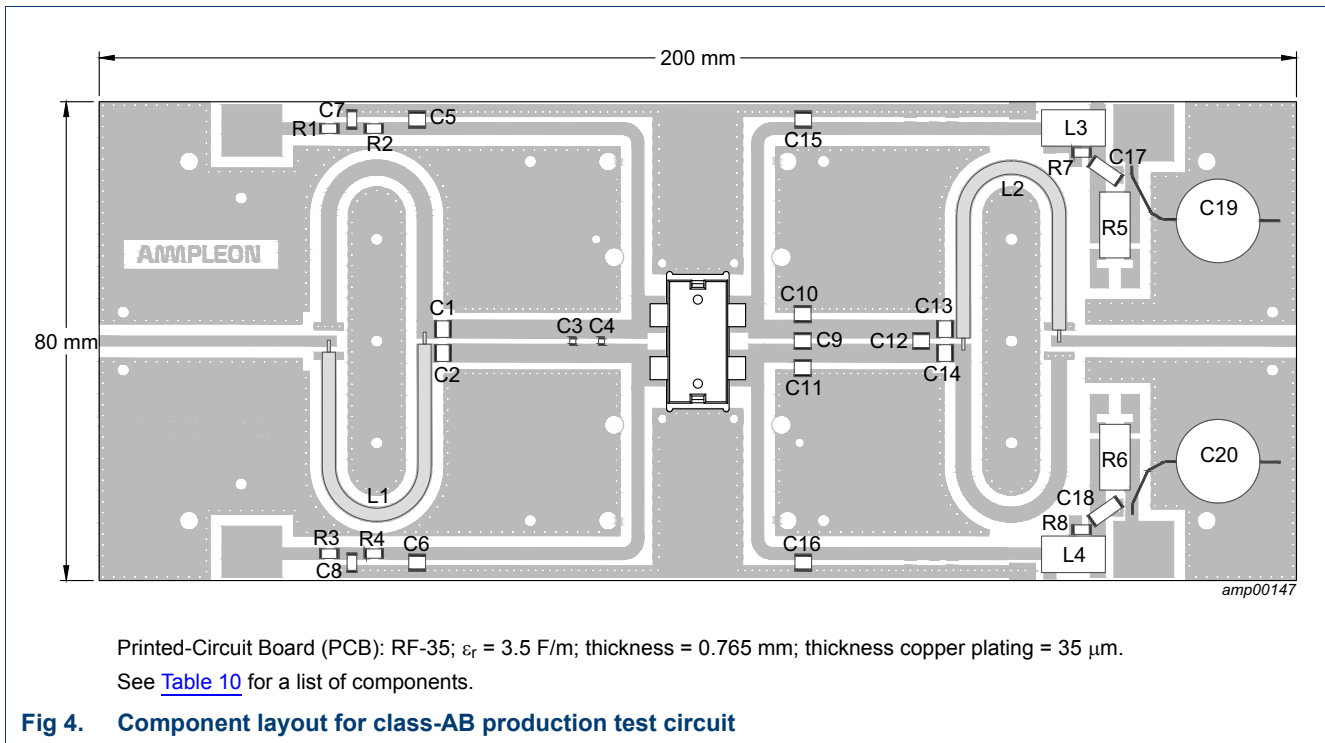 200 mm
C7
C5
R1
R2
C15
L3
R7
C17
L2
C19
R5
AMPLEON
C1
C3 C4
C10
C13
80 mm
C9
C12
C2
C11
C14
L1
R6
C20
C18
R3
R4
C6
C8
C16
R8
L4
amp00147
Printed-Circuit Board (PCB): RF-35; εr = 3.5 F/m; thickness = 0.765 mm; thickness copper plating = 35 μm.
See Table 10 for a list of components.
Fig 4. Component layout for class-AB production test circuit